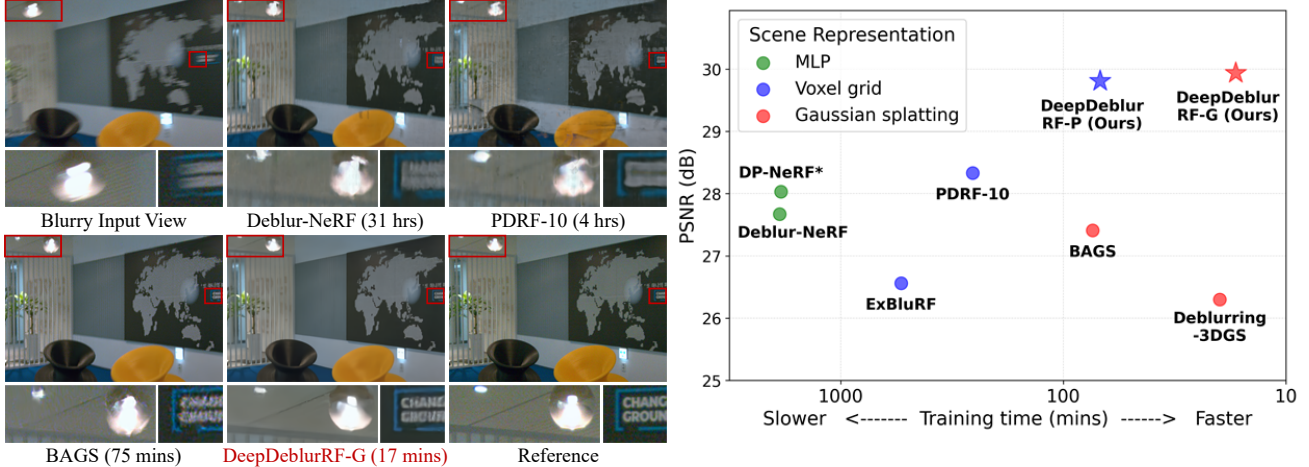 Blurry Input View
Deblur-NeRF (31 hrs)
PDRF-10 (4 hrs)
CHANG
BAGS (75 mins)
CHANG
GROUN
DeepDeblurRF-G (17 mins)
CHANG
GROUN
Reference
PSNR (dB)
30
29
28
27
26
25
Scene Representation
MLP
Voxel grid
Gaussian splatting
DeepDeblur
RF-P (Ours)
DeepDeblur
RF-G (Ours)
DP-NeRF*
Deblur-NeRF
PDRF-10
BAGS
ExBluRF
Deblurring
-3DGS
1000
100
10
Slower <------- Training time (mins) ------> Faster